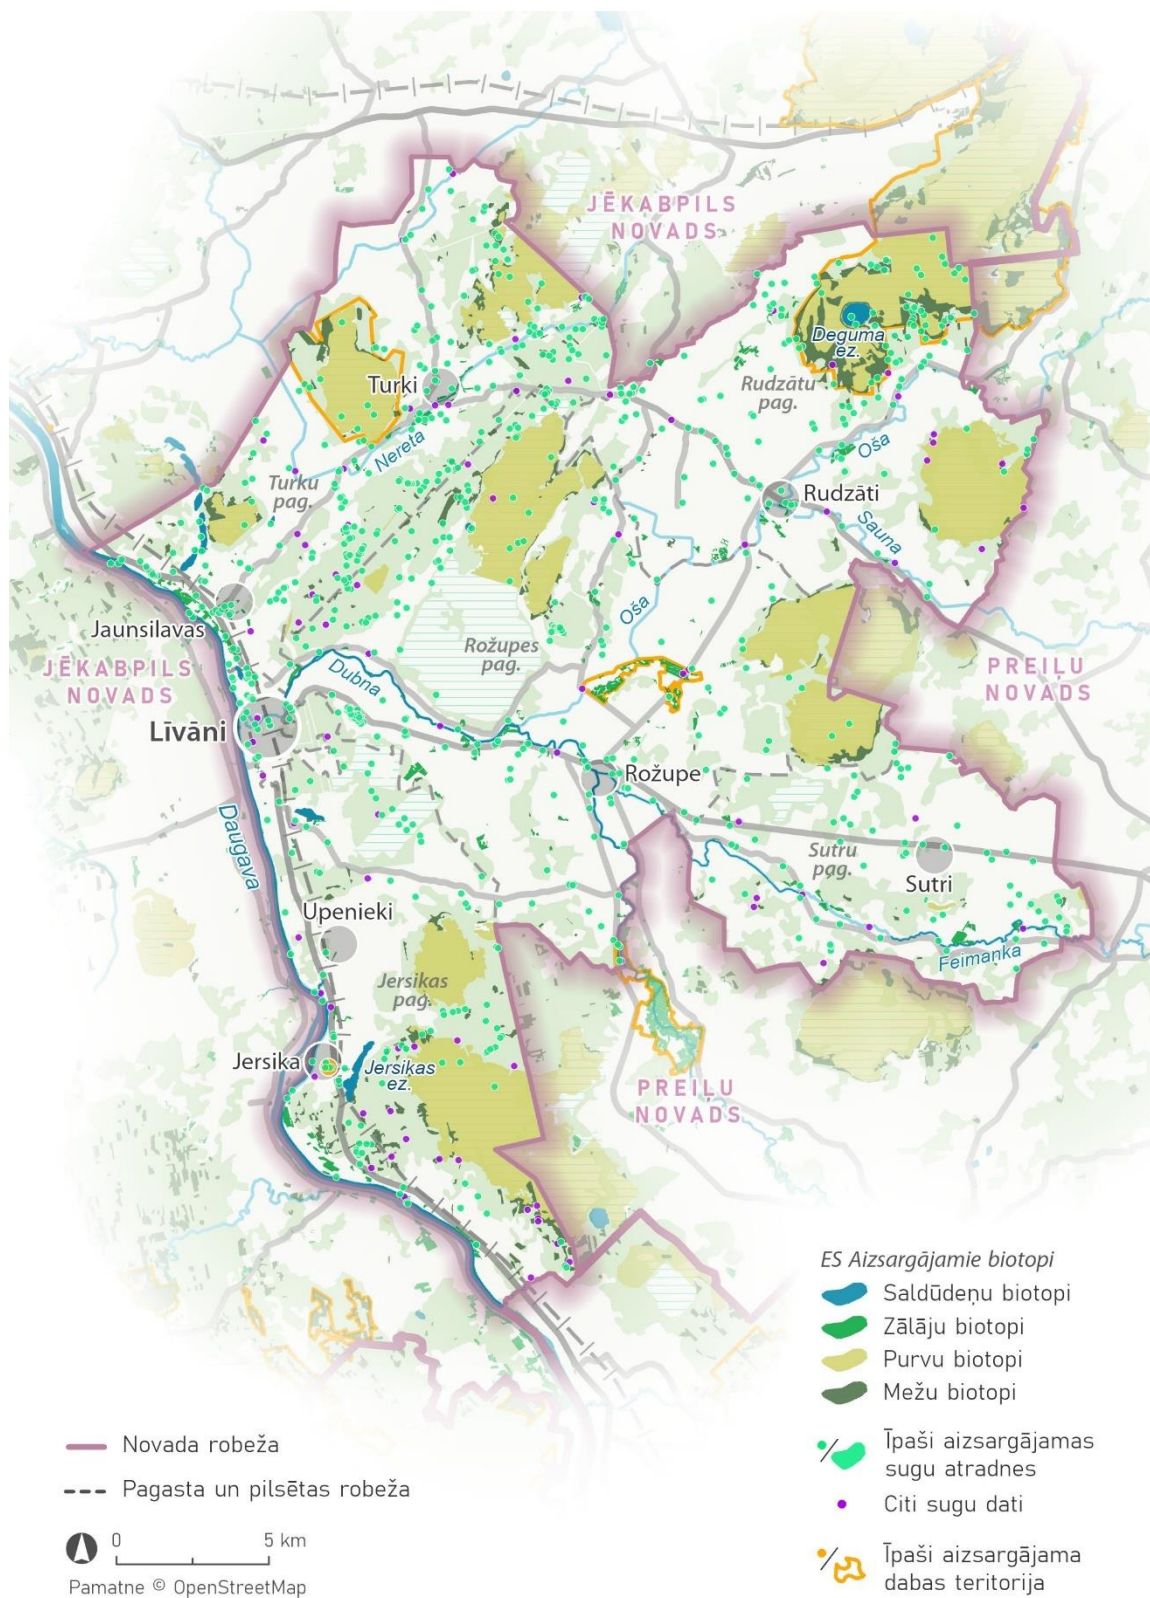 JĒKABPILS
NOVADS
Deguma
ez.
Turki
Rudzātu
pag.
Nereta
Oša
Turku
pag.
Rudzāti
Sauna
Oša
Jaunsilavas
Rožupes
pag.
JĒKABPILS
NOVADS
PREIĻU
NOVADS
Dubna
Līvāni
Rožupe
Daugava
Sutru
pag.
Sutri
Upenieki
Feimanka
Jersikas
pag.
Jersika
Jersikas
ez.
PREIĻU
NOVADS
ES Aizsargājamie biotopi
Saldūdeņu biotopi
Zālāju biotopi
Purvu biotopi
Mežu biotopi
Īpaši aizsargājamas
sugu atradnes
Citi sugu dati
Īpaši aizsargājama
dabas teritorija
Novada robeža
Pagasta un pilsētas robeža
0 5 km
Pamatne © OpenStreetMap